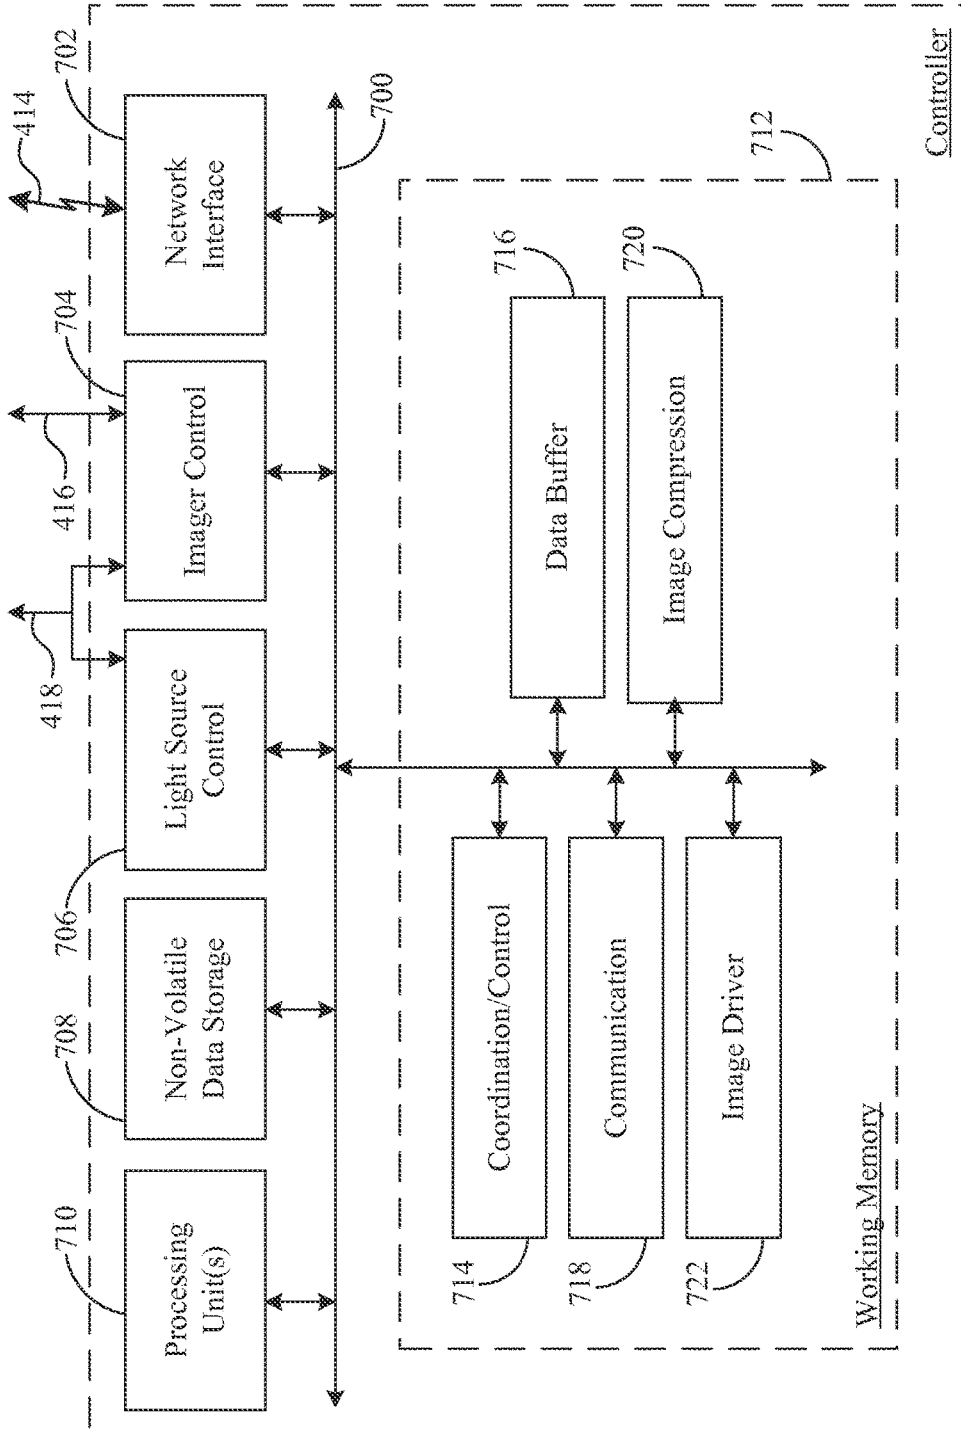 414
416
418
702
704
706
708
710
Network
Interface
Imager Control
Light Source
Control
Non-Volatile
Data Storage
Processing
Unit(s)
700
712
Data Buffer
716
Image Compression
720
Coordination/Control
714
Communication
718
Image Driver
722
Working Memory
Controller